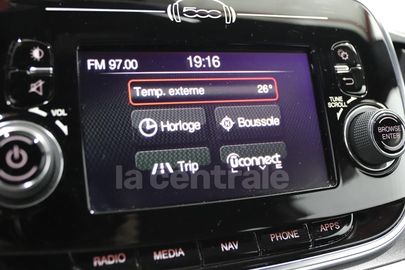 500
FM 97.00 19:16
Temp. externe 26°
Horloge Boussole
Trip Uconnect LIVE
la centrale
VOL
TUNE SCROLL
BROWSE ENTER
RADIO MEDIA NAV PHONE APPS